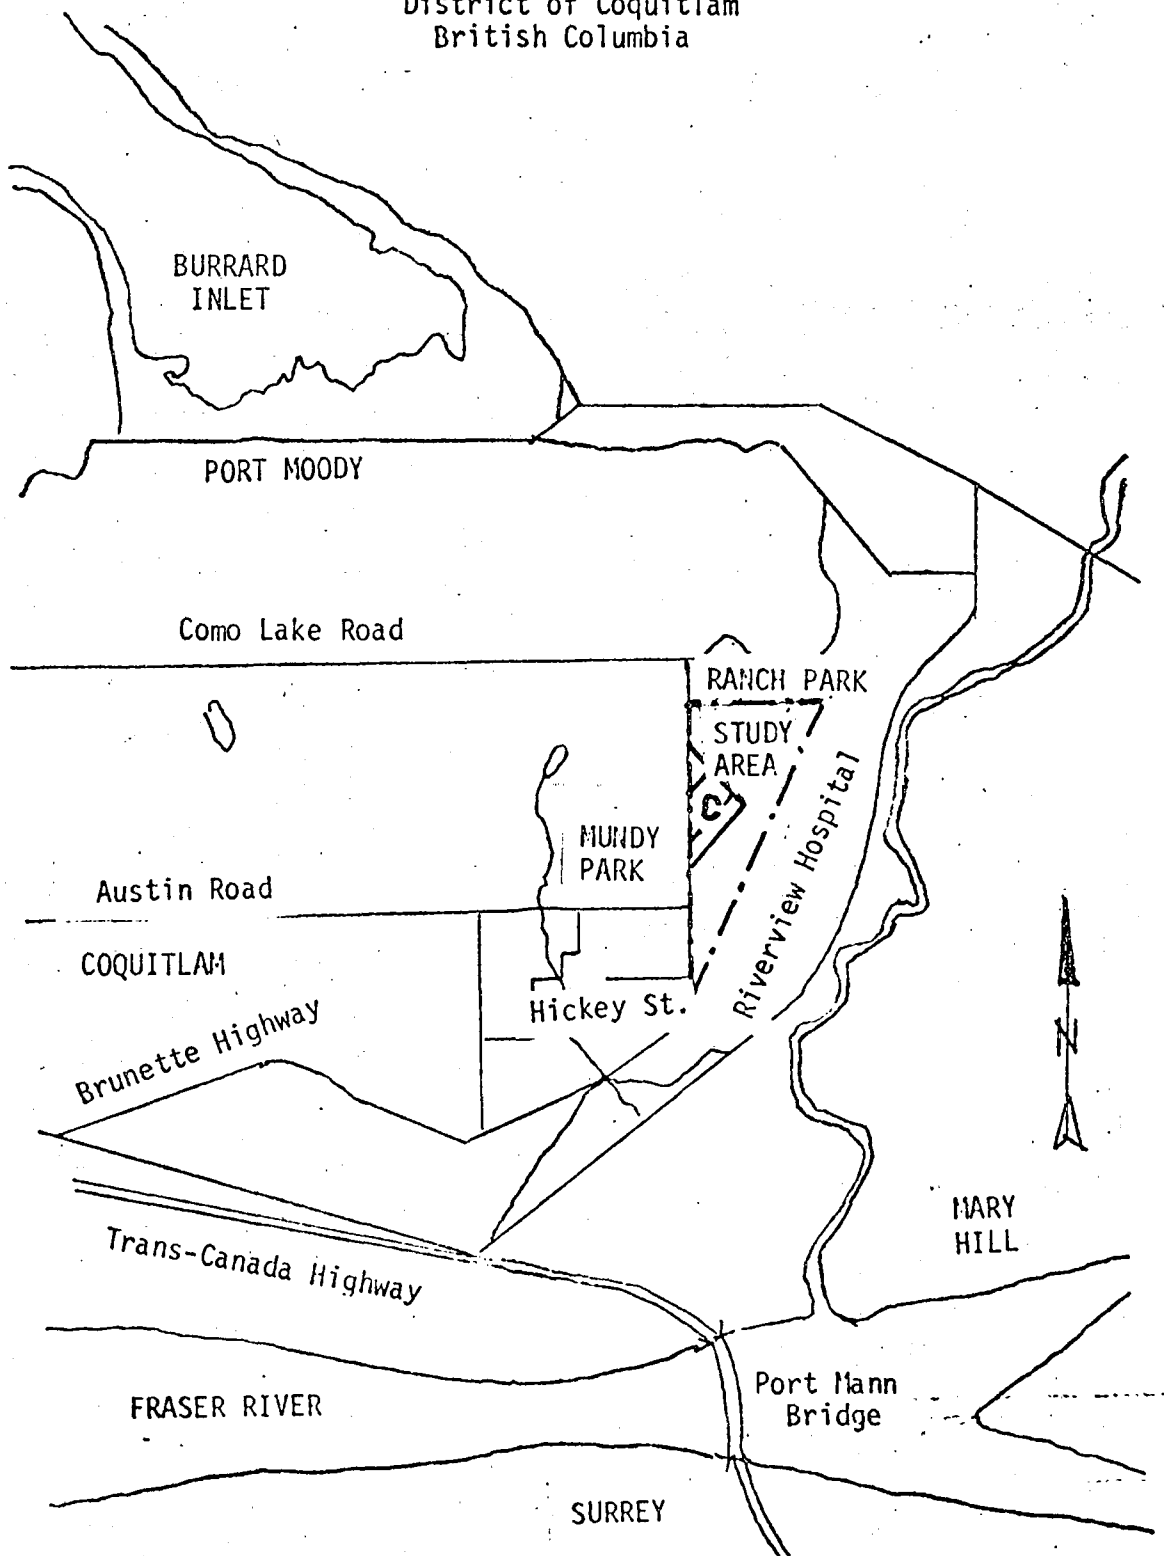 District of Coquitlam
British Columbia
BURRARD
INLET
PORT MOODY
Como Lake Road
RANCH PARK
STUDY
AREA
C
MUNDY
PARK
Riverview Hospital
Austin Road
COQUITLAM
Hickey St.
Brunette Highway
N
MARY
HILL
Trans-Canada Highway
Port Mann
Bridge
FRASER RIVER
SURREY